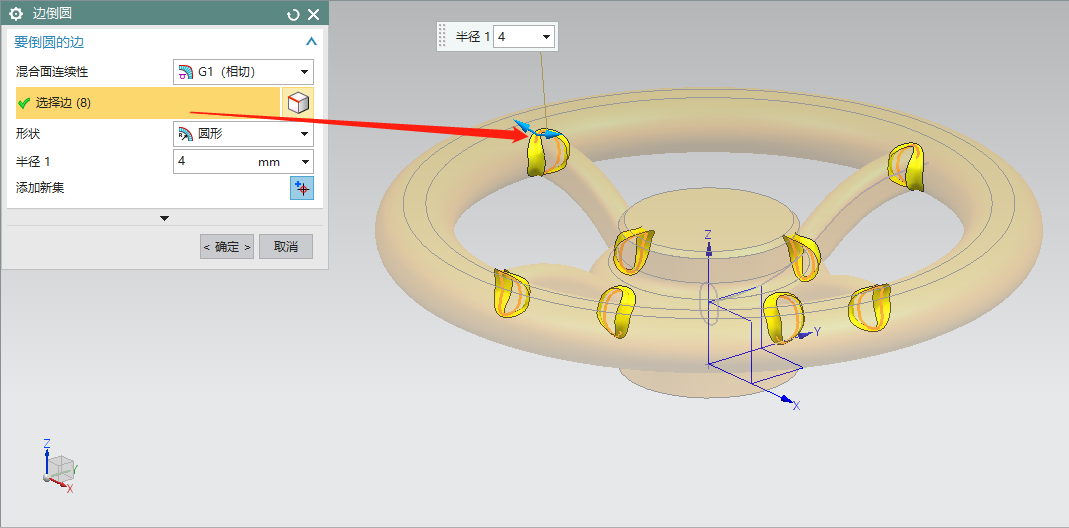 边倒圆
要倒圆的边
混合面连续性 G1（相切）
选择边 (8)
形状 圆形
半径 1 4 mm
添加新集
< 确定 > 取消
半径 1 4
Z
Y
X
Z
Y
X